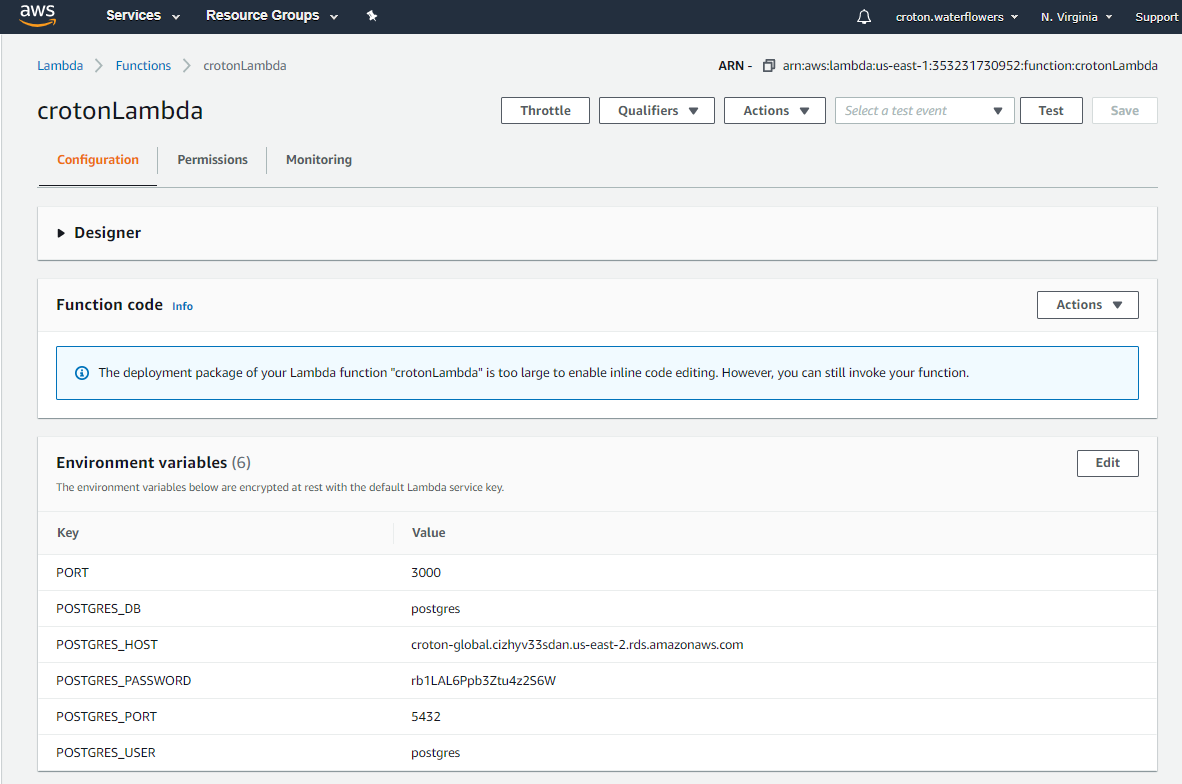 aws Services Resource Groups croton.waterflowers N. Virginia Support
Lambda Functions crotonLambda ARN - arn:aws:lambda:us-east-1:353231730952:function:crotonLambda
crotonLambda Throttle Qualifiers Actions Select a test event Test Save
Configuration Permissions Monitoring
Designer
Function code Info Actions
The deployment package of your Lambda function "crotonLambda" is too large to enable inline code editing. However, you can still invoke your function.
Environment variables (6) Edit
The environment variables below are encrypted at rest with the default Lambda service key.
Key Value
PORT 3000
POSTGRES_DB postgres
POSTGRES_HOST croton-global.cizhyv33sdan.us-east-2.rds.amazonaws.com
POSTGRES_PASSWORD rb1LAL6Ppb3Ztu4z2S6W
POSTGRES_PORT 5432
POSTGRES_USER postgres